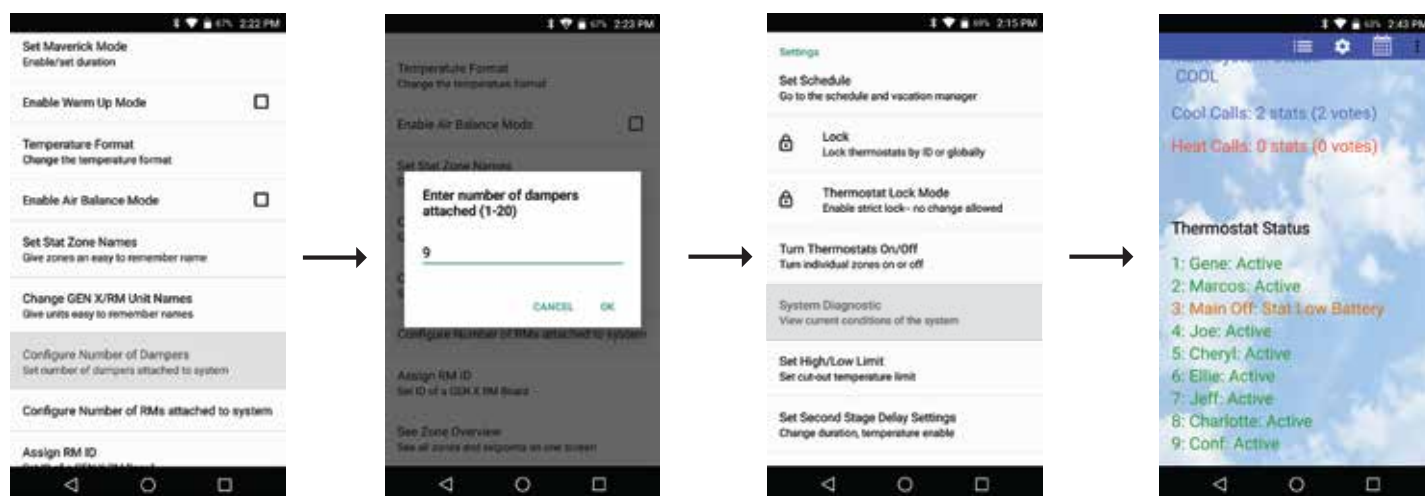 67% 2:22 PM
Set Maverick Mode
Enable/set duration
Enable Warm Up Mode
Temperature Format
Change the temperature format
Enable Air Balance Mode
Set Stat Zone Names
Give zones an easy to remember name
Change GEN X/RM Unit Names
Give units easy to remember names
Configure Number of Dampers
Set number of dampers attached to system
Configure Number of RMs attached to system
Assign RM ID
67% 2:23 PM
Temperature Format
Change the temperature format
Enable Air Balance Mode
Set Stat Zone Names
Enter number of dampers
attached (1-20)
9
CANCEL OK
Configure Number of RMs attached to system
Assign RM ID
Set ID of a GEN X RM Board
See Zone Overview
See all zones and setpoints on one screen
2:15 PM
Settings
Set Schedule
Go to the schedule and vacation manager
Lock
Lock thermostats by ID or globally
Thermostat Lock Mode
Enable strict lock-- no change allowed
Turn Thermostats On/Off
Turn individual zones on or off
System Diagnostic
View current conditions of the system
Set High/Low Limit
Set cut-out temperature limit
Set Second Stage Delay Settings
Change duration, temperature enable
2:43 PM
COOL
Cool Calls: 2 stats (2 votes)
Heat Calls: 0 stats (0 votes)
Thermostat Status
1: Gene: Active
2: Marcos: Active
3: Main Off: Stat Low Battery
4: Joe: Active
5: Cheryl: Active
6: Ellie: Active
7: Jeff: Active
8: Charlotte: Active
9: Conf: Active